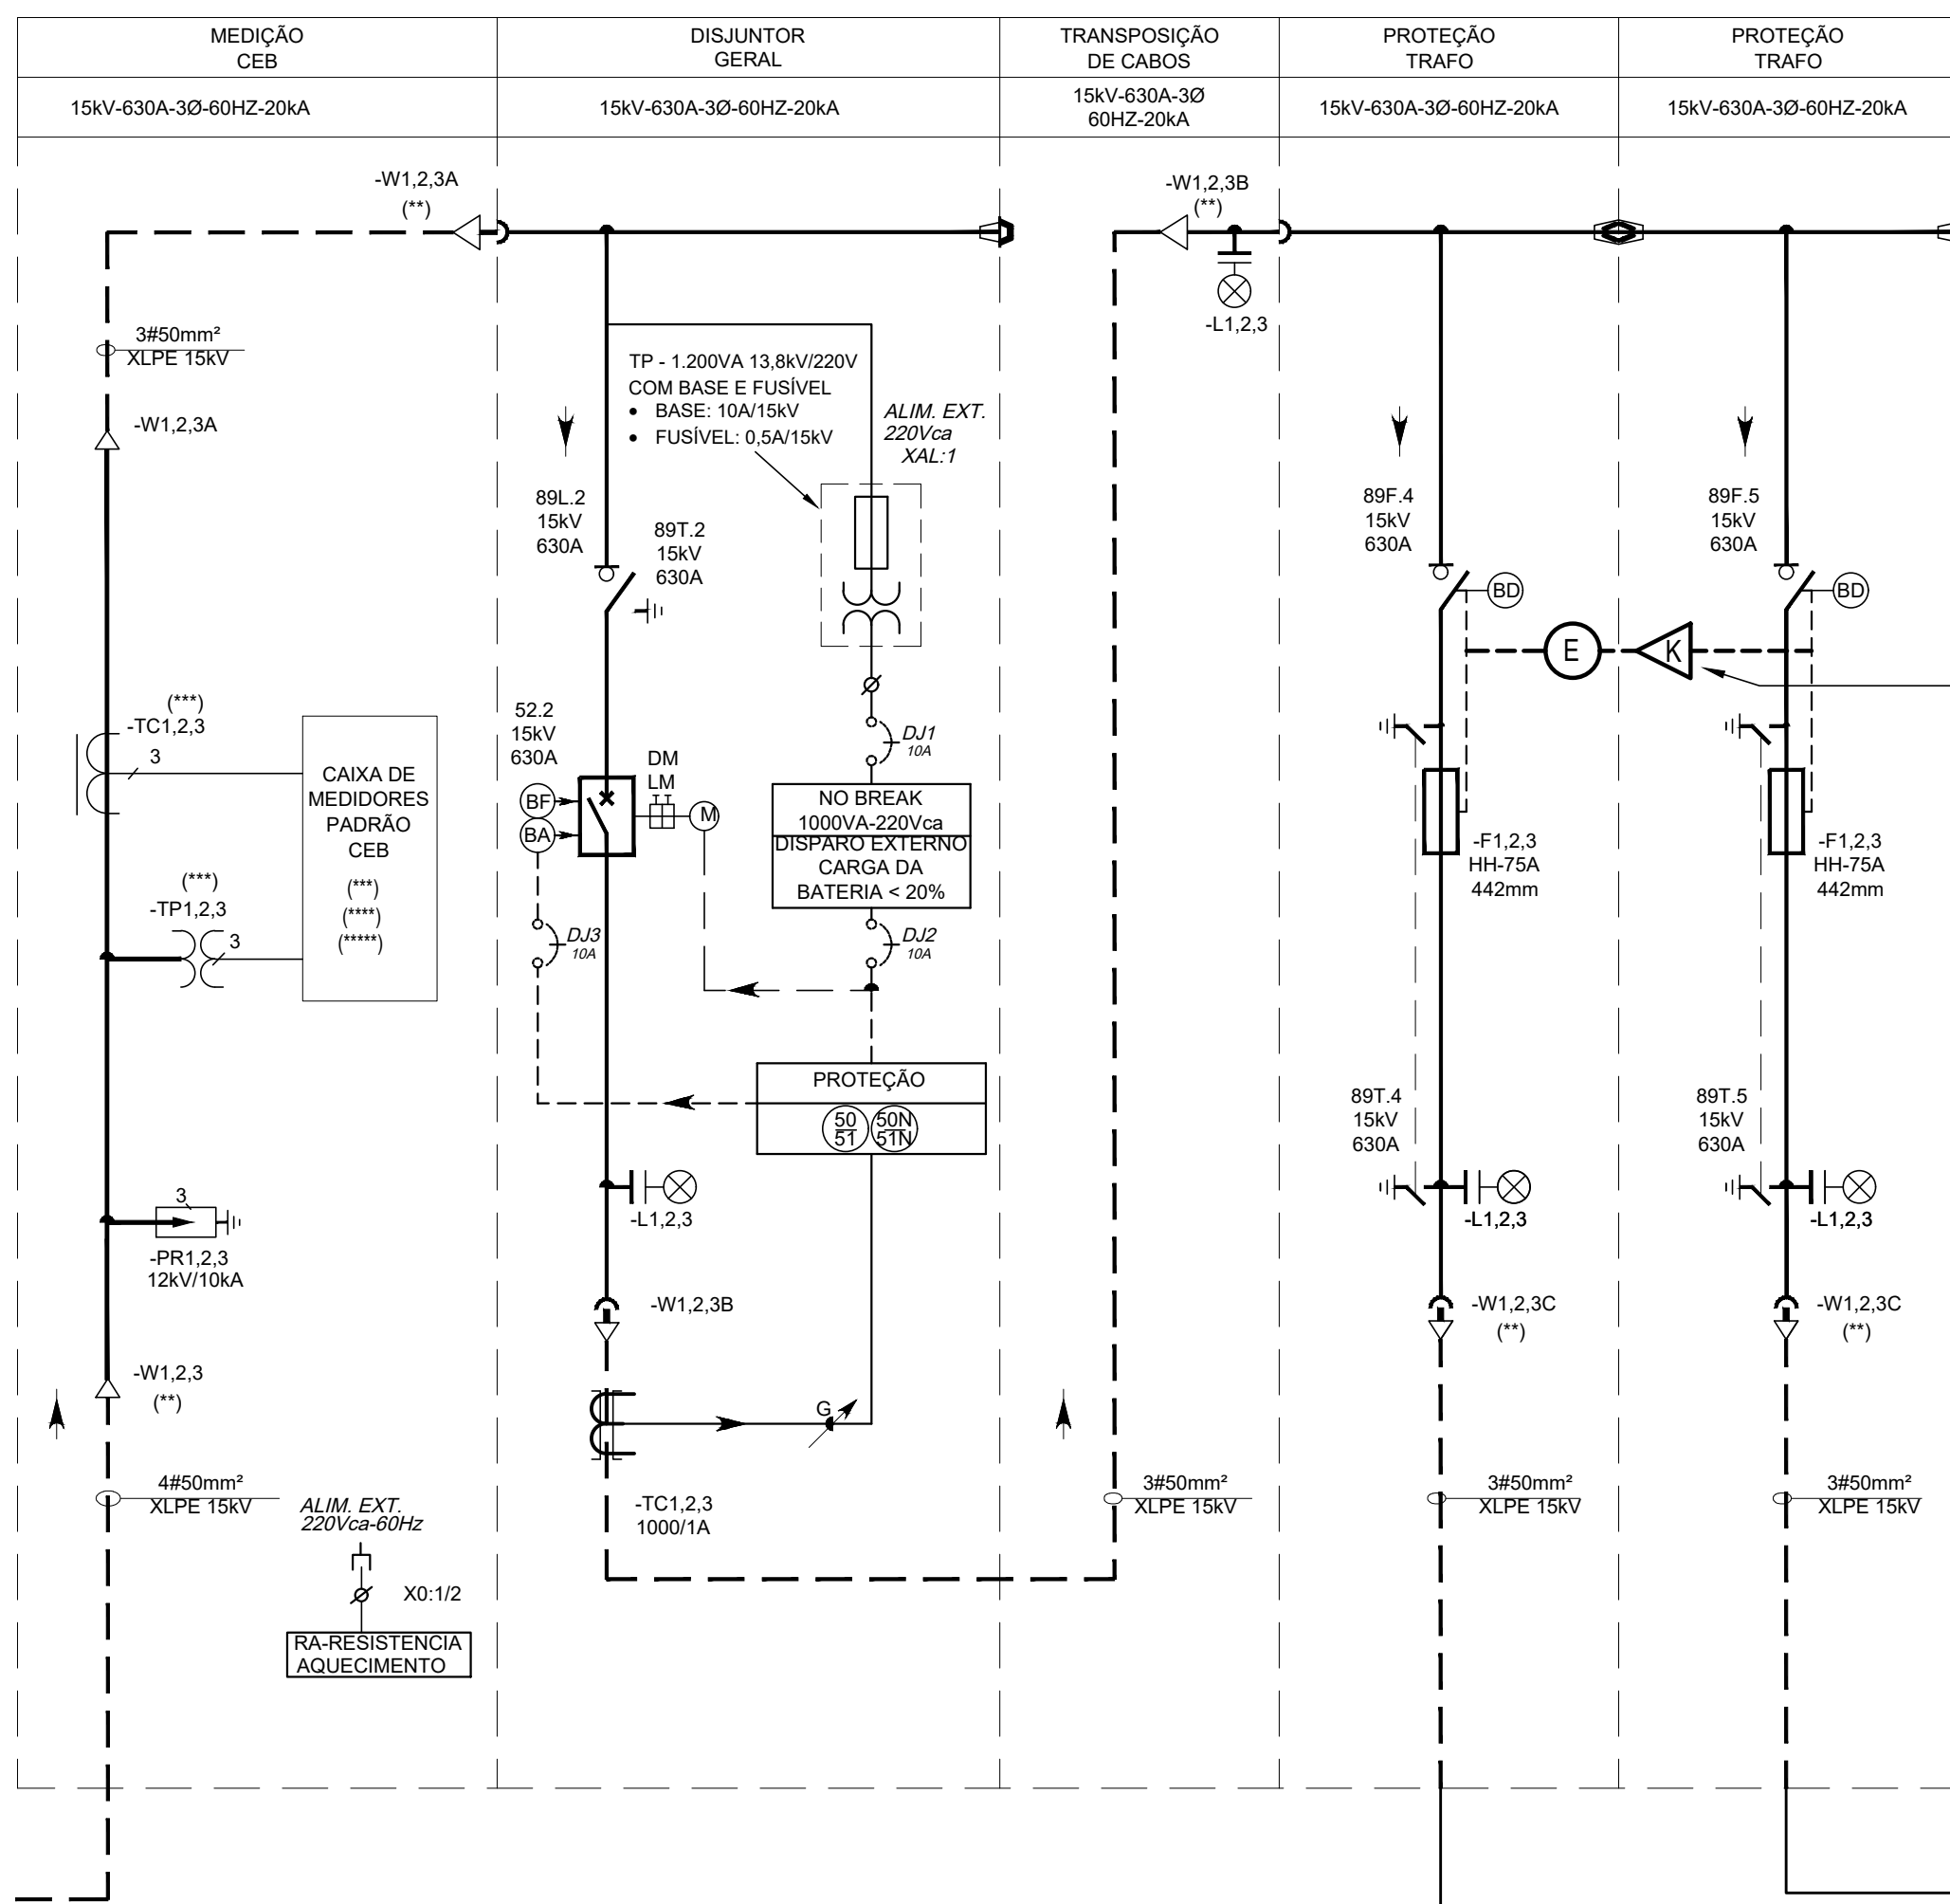 MEDIÇÃO
CEB
DISJUNTOR
GERAL
TRANSPOSIÇÃO
DE CABOS
PROTEÇÃO
TRAFO
PROTEÇÃO
TRAFO
15kV-630A-3Ø-60HZ-20kA
15kV-630A-3Ø-60HZ-20kA
15kV-630A-3Ø
60HZ-20kA
15kV-630A-3Ø-60HZ-20kA
15kV-630A-3Ø-60HZ-20kA
-W1,2,3A
(**)
3#50mm²
XLPE 15kV
-W1,2,3A
(***)
-TC1,2,3
3
CAIXA DE
MEDIDORES
PADRÃO
CEB
(***)
(****)
(*****)
(***)
-TP1,2,3
3
3
-PR1,2,3
12kV/10kA
-W1,2,3
(**)
4#50mm²
XLPE 15kV
ALIM. EXT.
220Vca-60Hz
X0:1/2
RA-RESISTENCIA
AQUECIMENTO
TP - 1.200VA 13,8kV/220V
COM BASE E FUSÍVEL
• BASE: 10A/15kV
• FUSÍVEL: 0,5A/15kV
ALIM. EXT.
220Vca
XAL:1
89L.2
15kV
630A
89T.2
15kV
630A
52.2
15kV
630A
DM
LM
BF
BA
M
DJ1
10A
NO BREAK
1000VA-220Vca
DISPARO EXTERNO
CARGA DA
BATERIA < 20%
DJ3
10A
DJ2
10A
PROTEÇÃO
50
51
50N
51N
-L1,2,3
-W1,2,3B
G
-TC1,2,3
1000/1A
-W1,2,3B
(**)
-L1,2,3
3#50mm²
XLPE 15kV
89F.4
15kV
630A
BD
E
K
-F1,2,3
HH-75A
442mm
89T.4
15kV
630A
-L1,2,3
-W1,2,3C
(**)
3#50mm²
XLPE 15kV
89F.5
15kV
630A
BD
-F1,2,3
HH-75A
442mm
89T.5
15kV
630A
-L1,2,3
-W1,2,3C
(**)
3#50mm²
XLPE 15kV